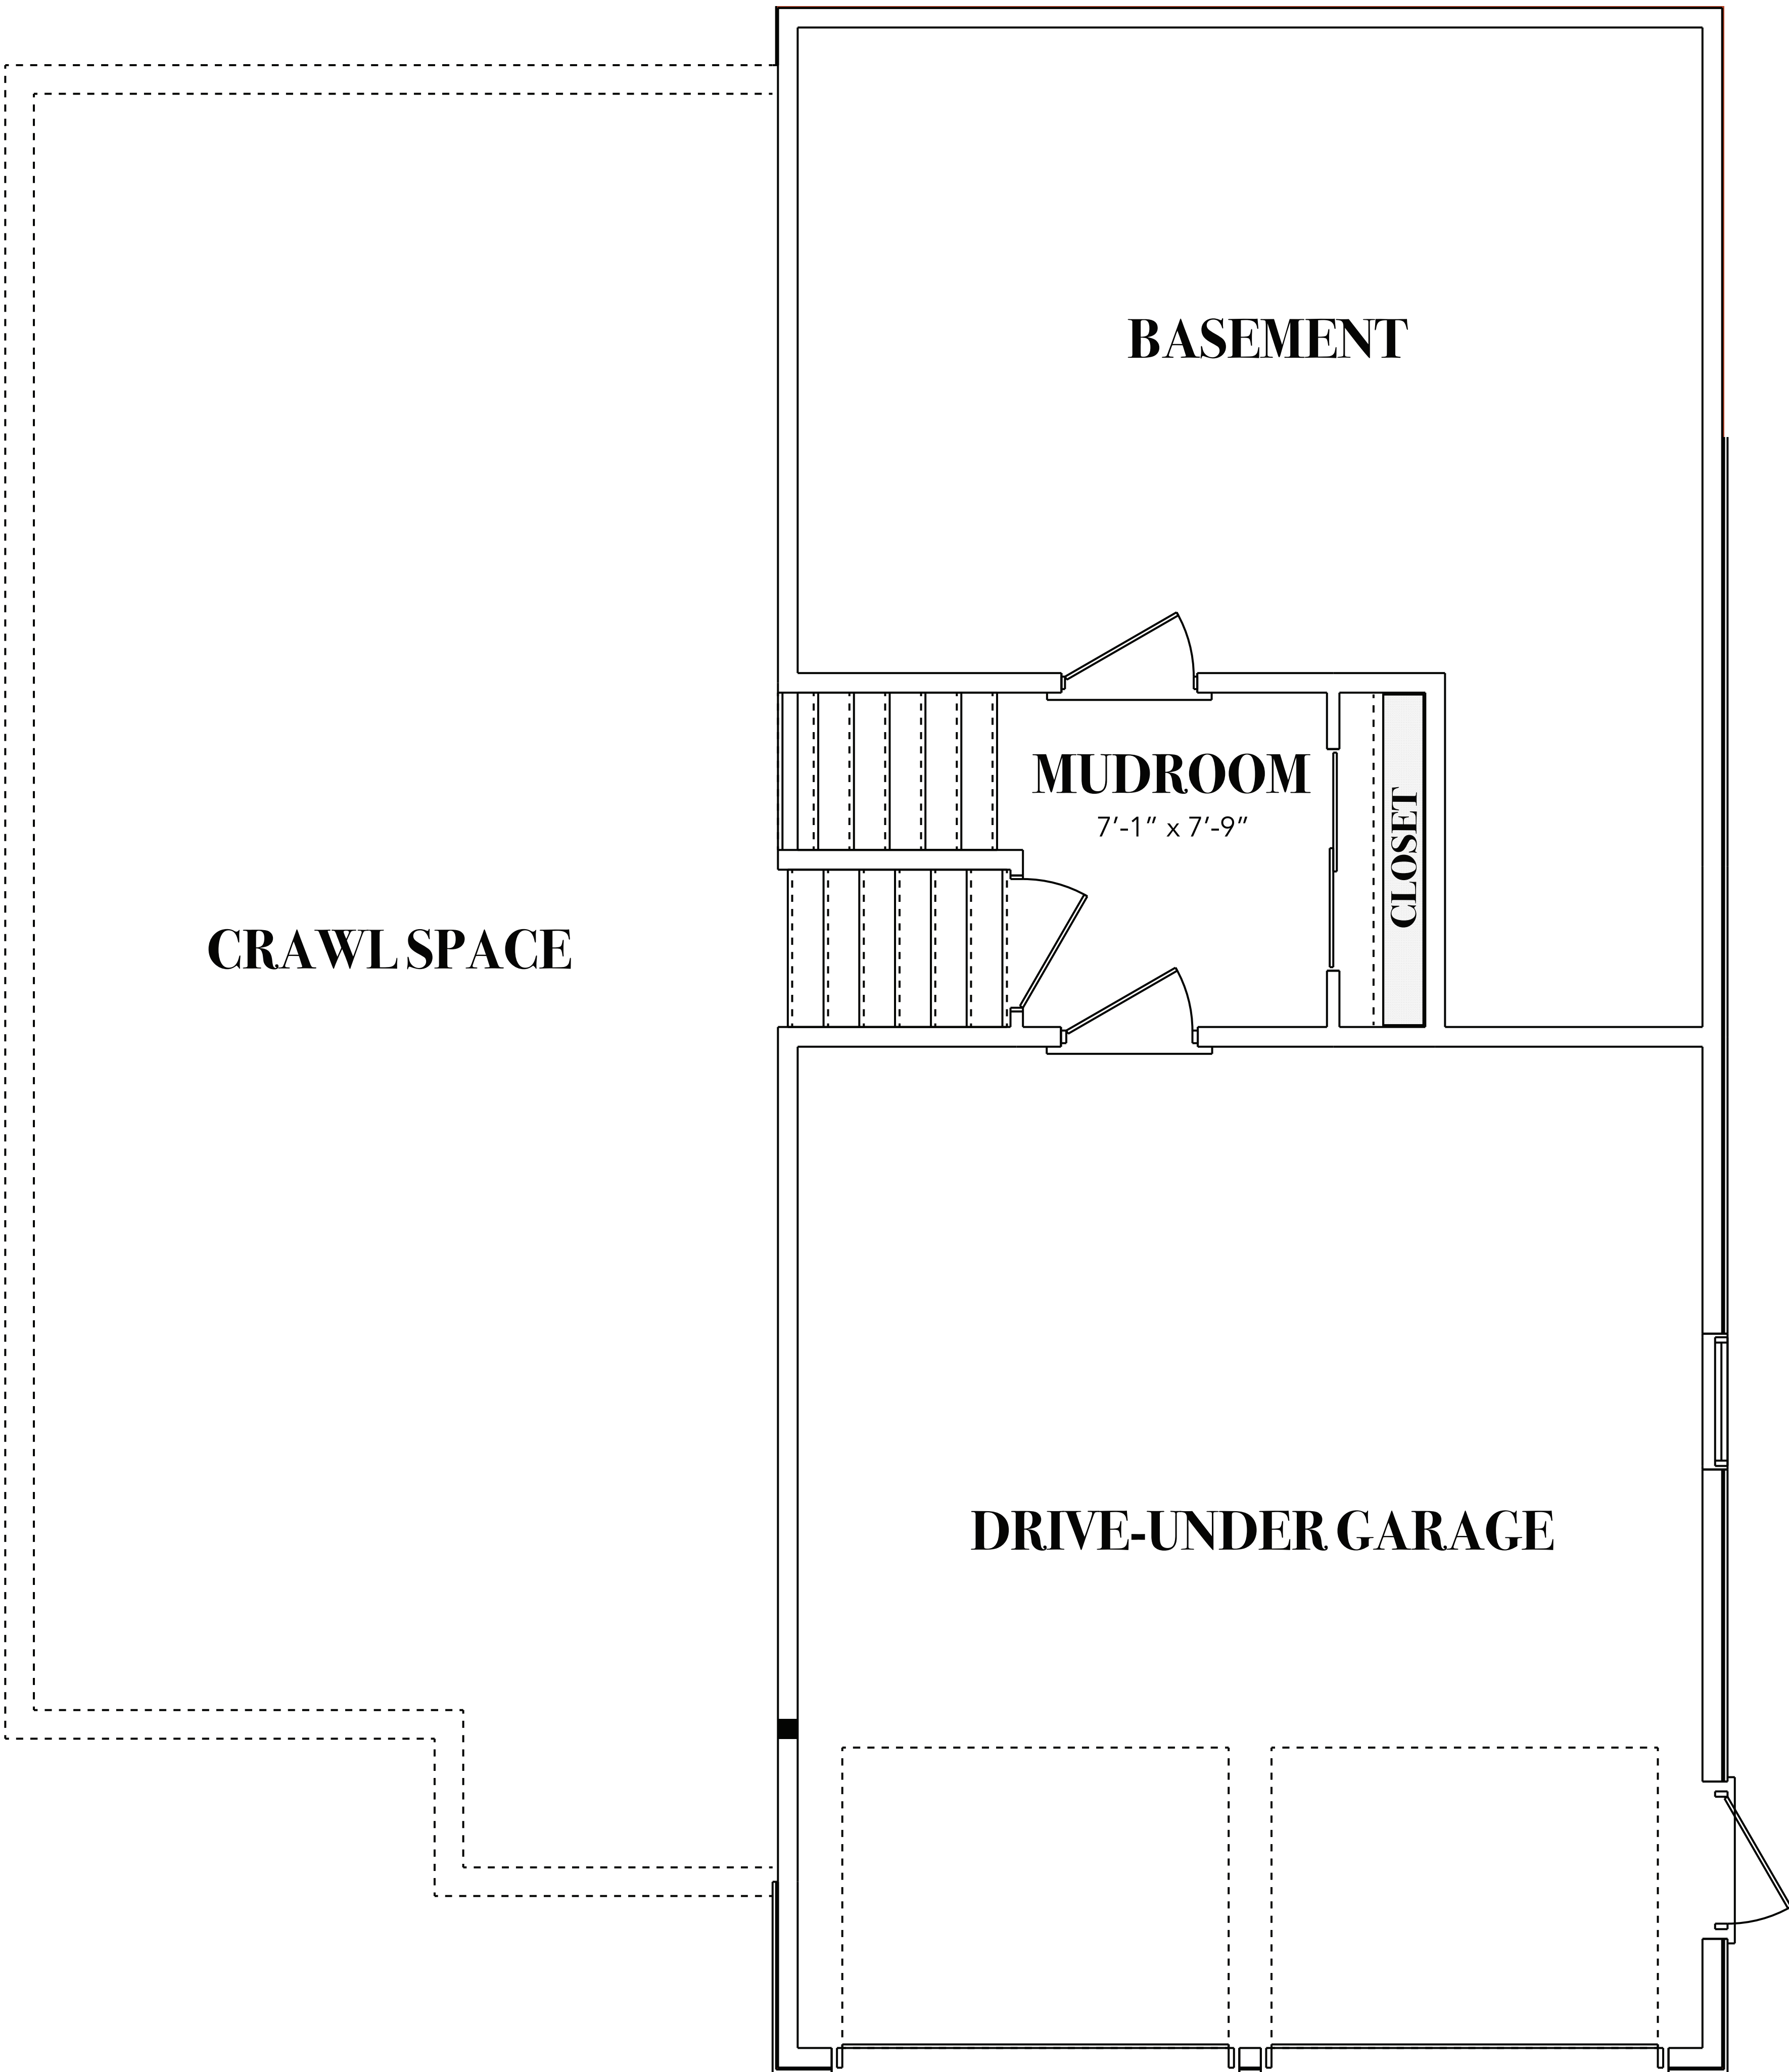 BASEMENT
MUDROOM
7’-1” x 7’-9”
CLOSET
CRAWL SPACE
DRIVE-UNDER GARAGE